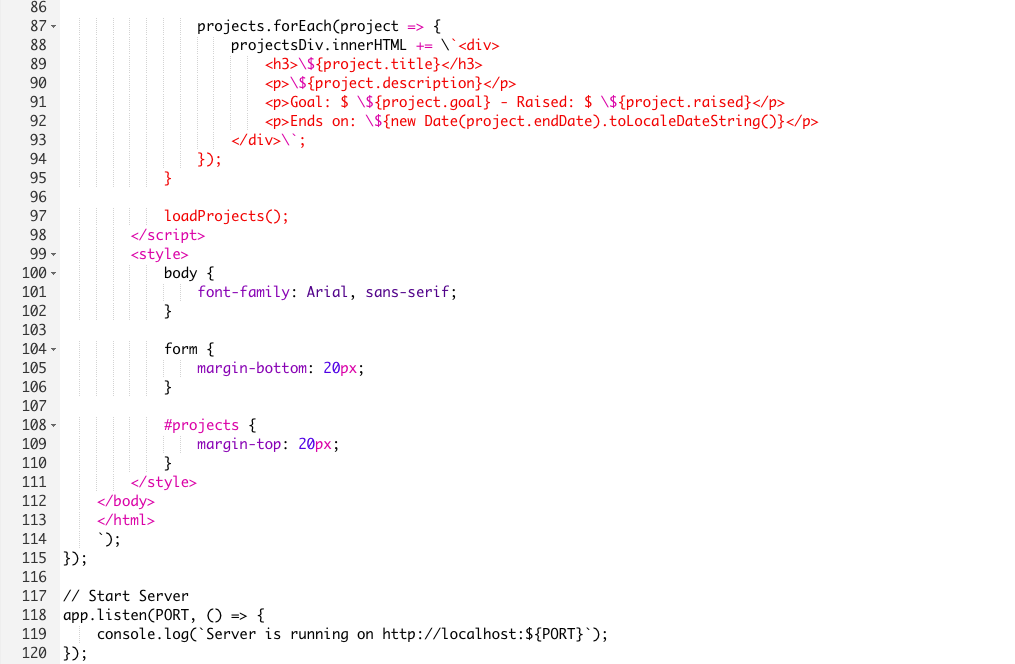 86
87 projects.forEach(project => {
88 projectsDiv.innerHTML += \`<div>
89 <h3>\${project.title}</h3>
90 <p>\${project.description}</p>
91 <p>Goal: $ \${project.goal} - Raised: $ \${project.raised}</p>
92 <p>Ends on: \${new Date(project.endDate).toLocaleDateString()}</p>
93 </div>\`;
94 });
95 }
96
97 loadProjects();
98 </script>
99 <style>
100 body {
101 font-family: Arial, sans-serif;
102 }
103
104 form {
105 margin-bottom: 20px;
106 }
107
108 #projects {
109 margin-top: 20px;
110 }
111 </style>
112 </body>
113 </html>
114 `);
115 });
116
117 // Start Server
118 app.listen(PORT, () => {
119 console.log(`Server is running on http://localhost:${PORT}`);
120 });